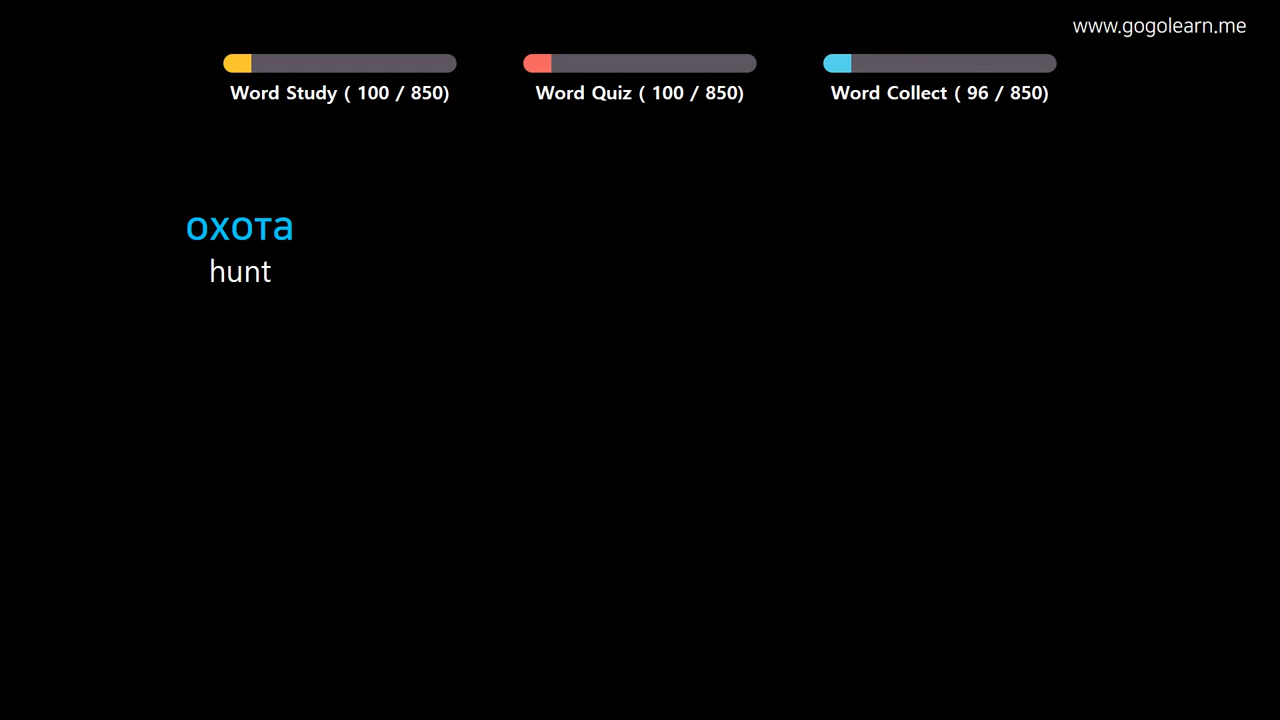 www.gogolearn.me
Word Study ( 100 / 850)
Word Quiz ( 100 / 850)
Word Collect ( 96 / 850)
охота
hunt